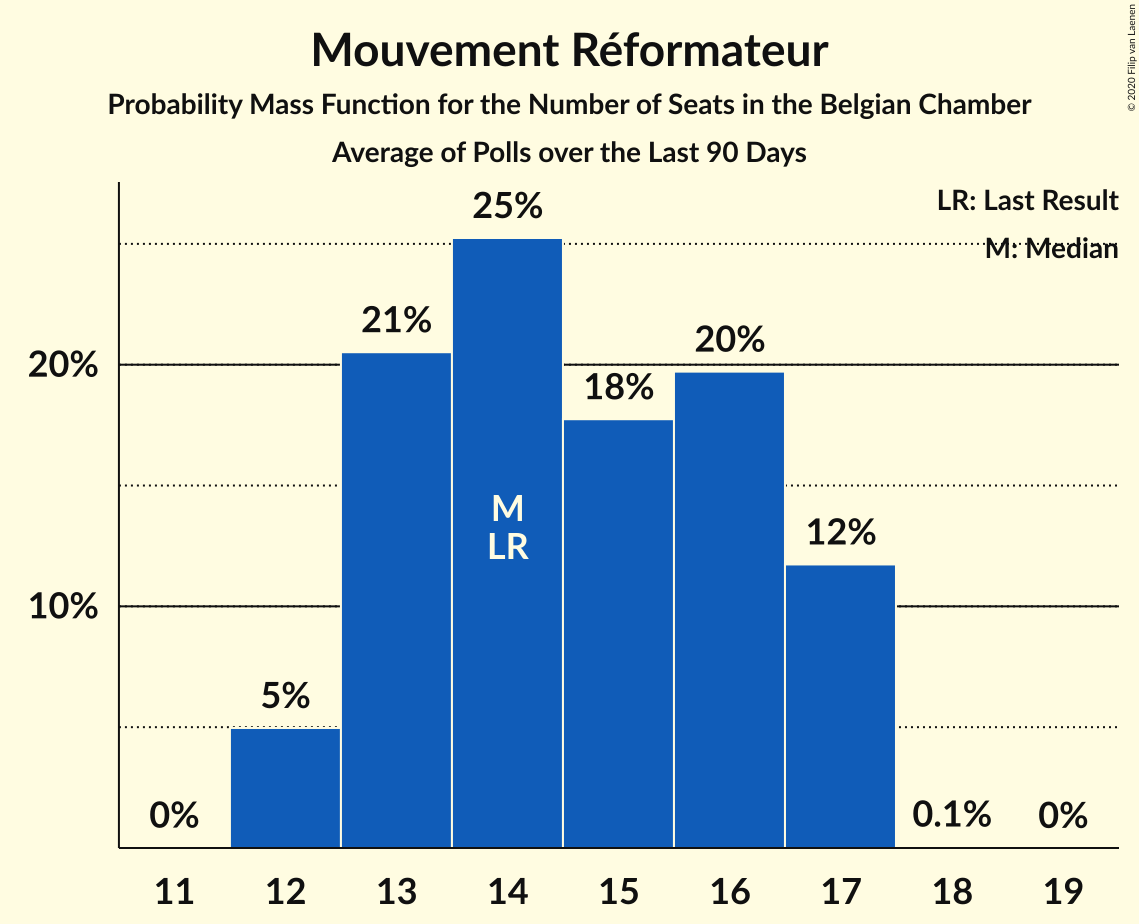 Mouvement Réformateur
Probability Mass Function for the Number of Seats in the Belgian Chamber
Average of Polls over the Last 90 Days
© 2020 Filip van Laenen
LR: Last Result
M: Median
20%
10%
0%
5%
21%
25%
18%
20%
12%
0.1%
0%
M
LR
11
12
13
14
15
16
17
18
19